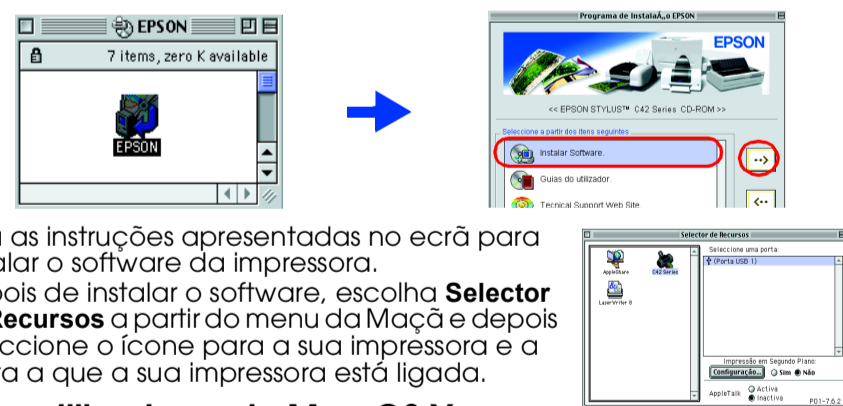 EPSON
7 items, zero K available
EPSON
Programa de InstalaÃ„o EPSON
EPSON
<< EPSON STYLUS™ C42 Series CD-ROM >>
Seleccione a partir dos itens seguintes
Instalar Software.
Guias do utilizador.
Tecnical Support Web Site
as instruções apresentadas no ecrã para
alar o software da impressora.
pois de instalar o software, escolha Selector
Recursos a partir do menu da Maçã e depois
ccione o ícone para a sua impressora e a
a a que a sua impressora está ligada.
Selector de Recursos
AppleShare
C42 Series
LaserWriter 8
Seleccione uma porta:
(Porta USB 1)
Impressão em Segundo Plano:
Configuração... Sim Não
AppleTalk Activa
Inactiva
P01-7.6.2